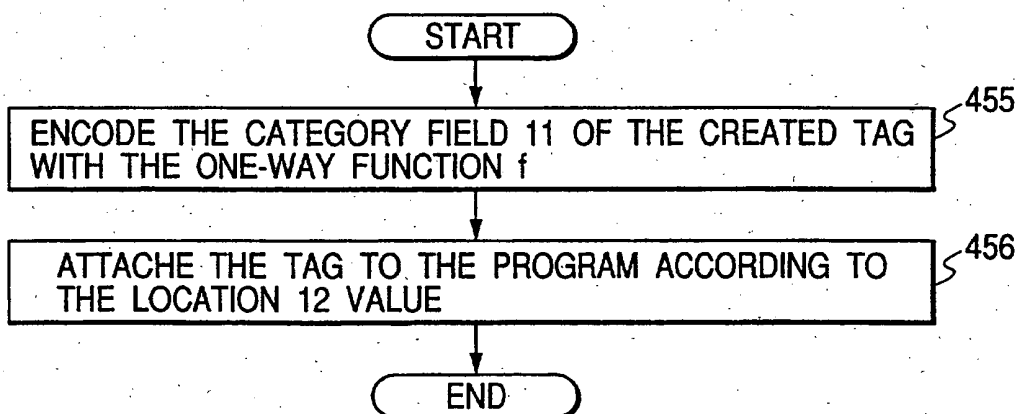 START
455
ENCODE THE CATEGORY FIELD 11 OF THE CREATED TAG
WITH THE ONE-WAY FUNCTION f
456
ATTACHE THE TAG TO THE PROGRAM ACCORDING TO
THE LOCATION 12 VALUE
END